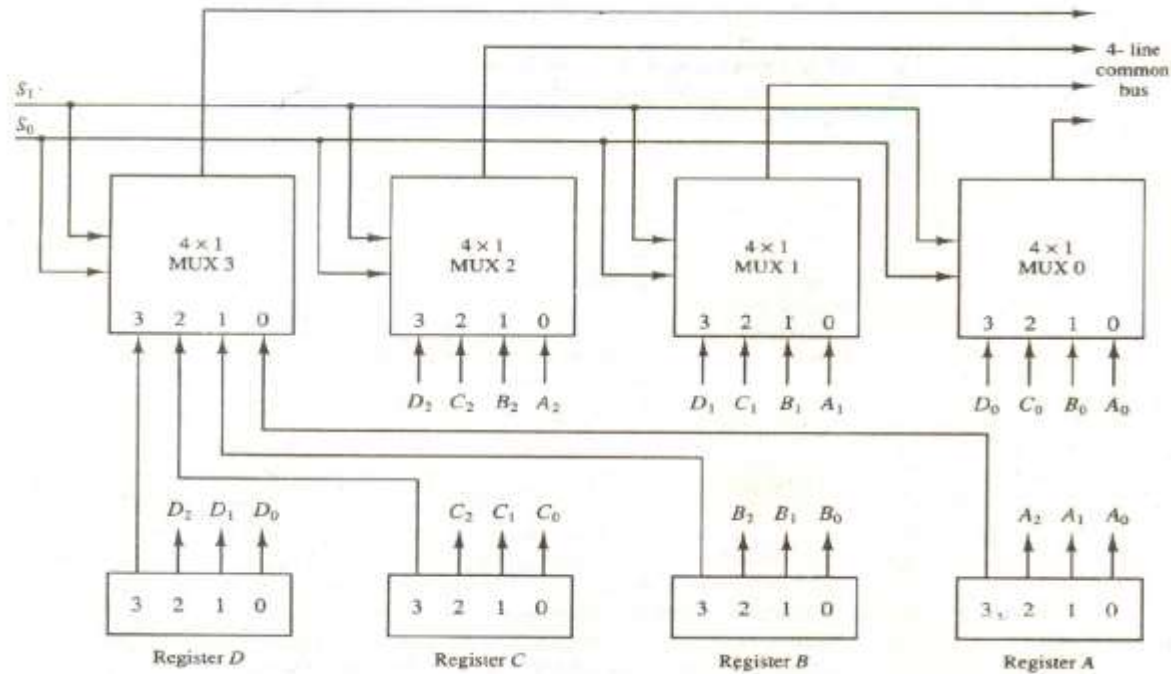 4- line
common
bus
S₁
S₀
4 × 1
MUX 3
4 × 1
MUX 2
4 × 1
MUX 1
4 × 1
MUX 0
3 2 1 0
3 2 1 0
3 2 1 0
3 2 1 0
D₂ C₂ B₂ A₂
D₁ C₁ B₁ A₁
D₀ C₀ B₀ A₀
D₂ D₁ D₀
C₂ C₁ C₀
B₂ B₁ B₀
A₂ A₁ A₀
3 2 1 0
3 2 1 0
3 2 1 0
3 2 1 0
Register D
Register C
Register B
Register A